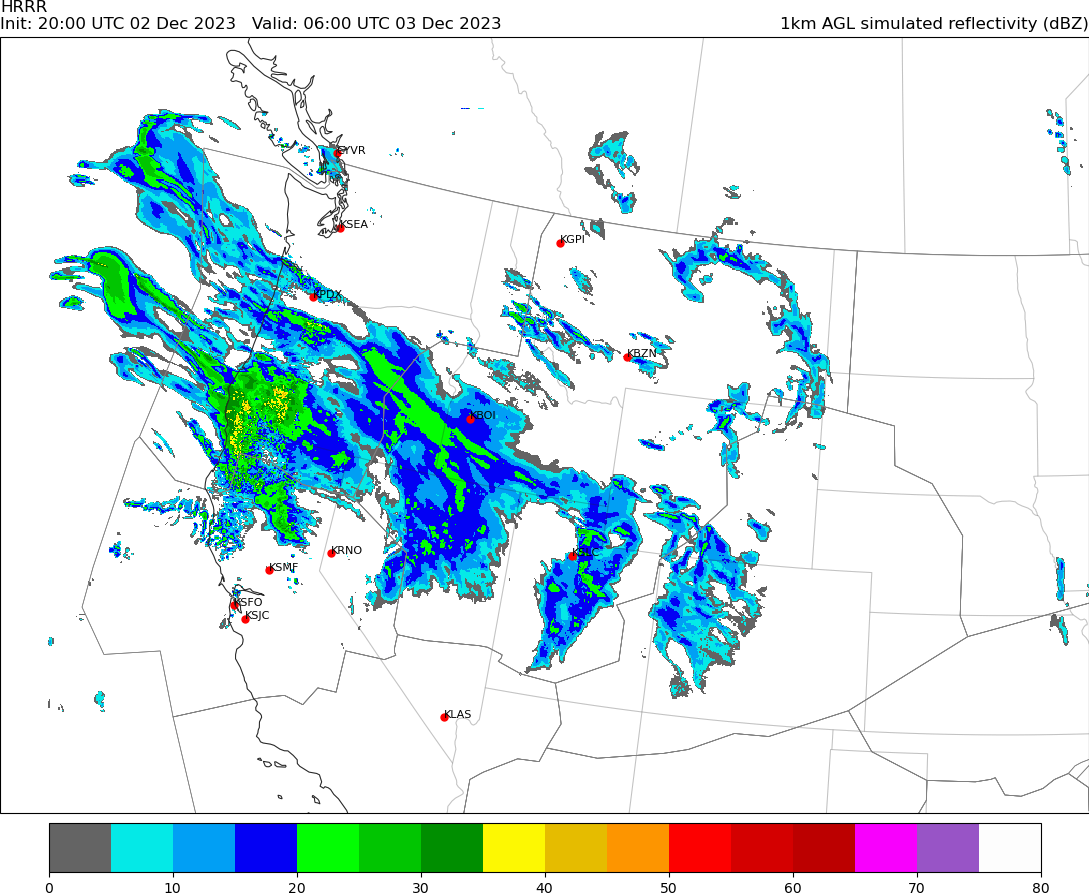 HRRR
Init: 20:00 UTC 02 Dec 2023   Valid: 06:00 UTC 03 Dec 2023   1km AGL simulated reflectivity (dBZ)
CYVR
KSEA
KGPI
KPDX
KBZN
KBOI
KRNO
KSLC
KSMF
KSFO
KSJC
KLAS
0 10 20 30 40 50 60 70 80